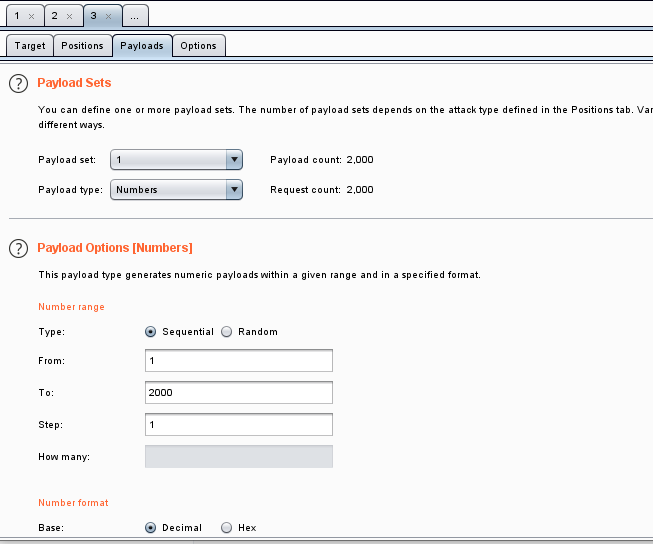 1 × 2 × 3 × ...
Target Positions Payloads Options
? Payload Sets
You can define one or more payload sets. The number of payload sets depends on the attack type defined in the Positions tab. Var
different ways.
Payload set: 1 Payload count: 2,000
Payload type: Numbers Request count: 2,000
? Payload Options [Numbers]
This payload type generates numeric payloads within a given range and in a specified format.
Number range
Type: Sequential Random
From: 1
To: 2000
Step: 1
How many:
Number format
Base: Decimal Hex